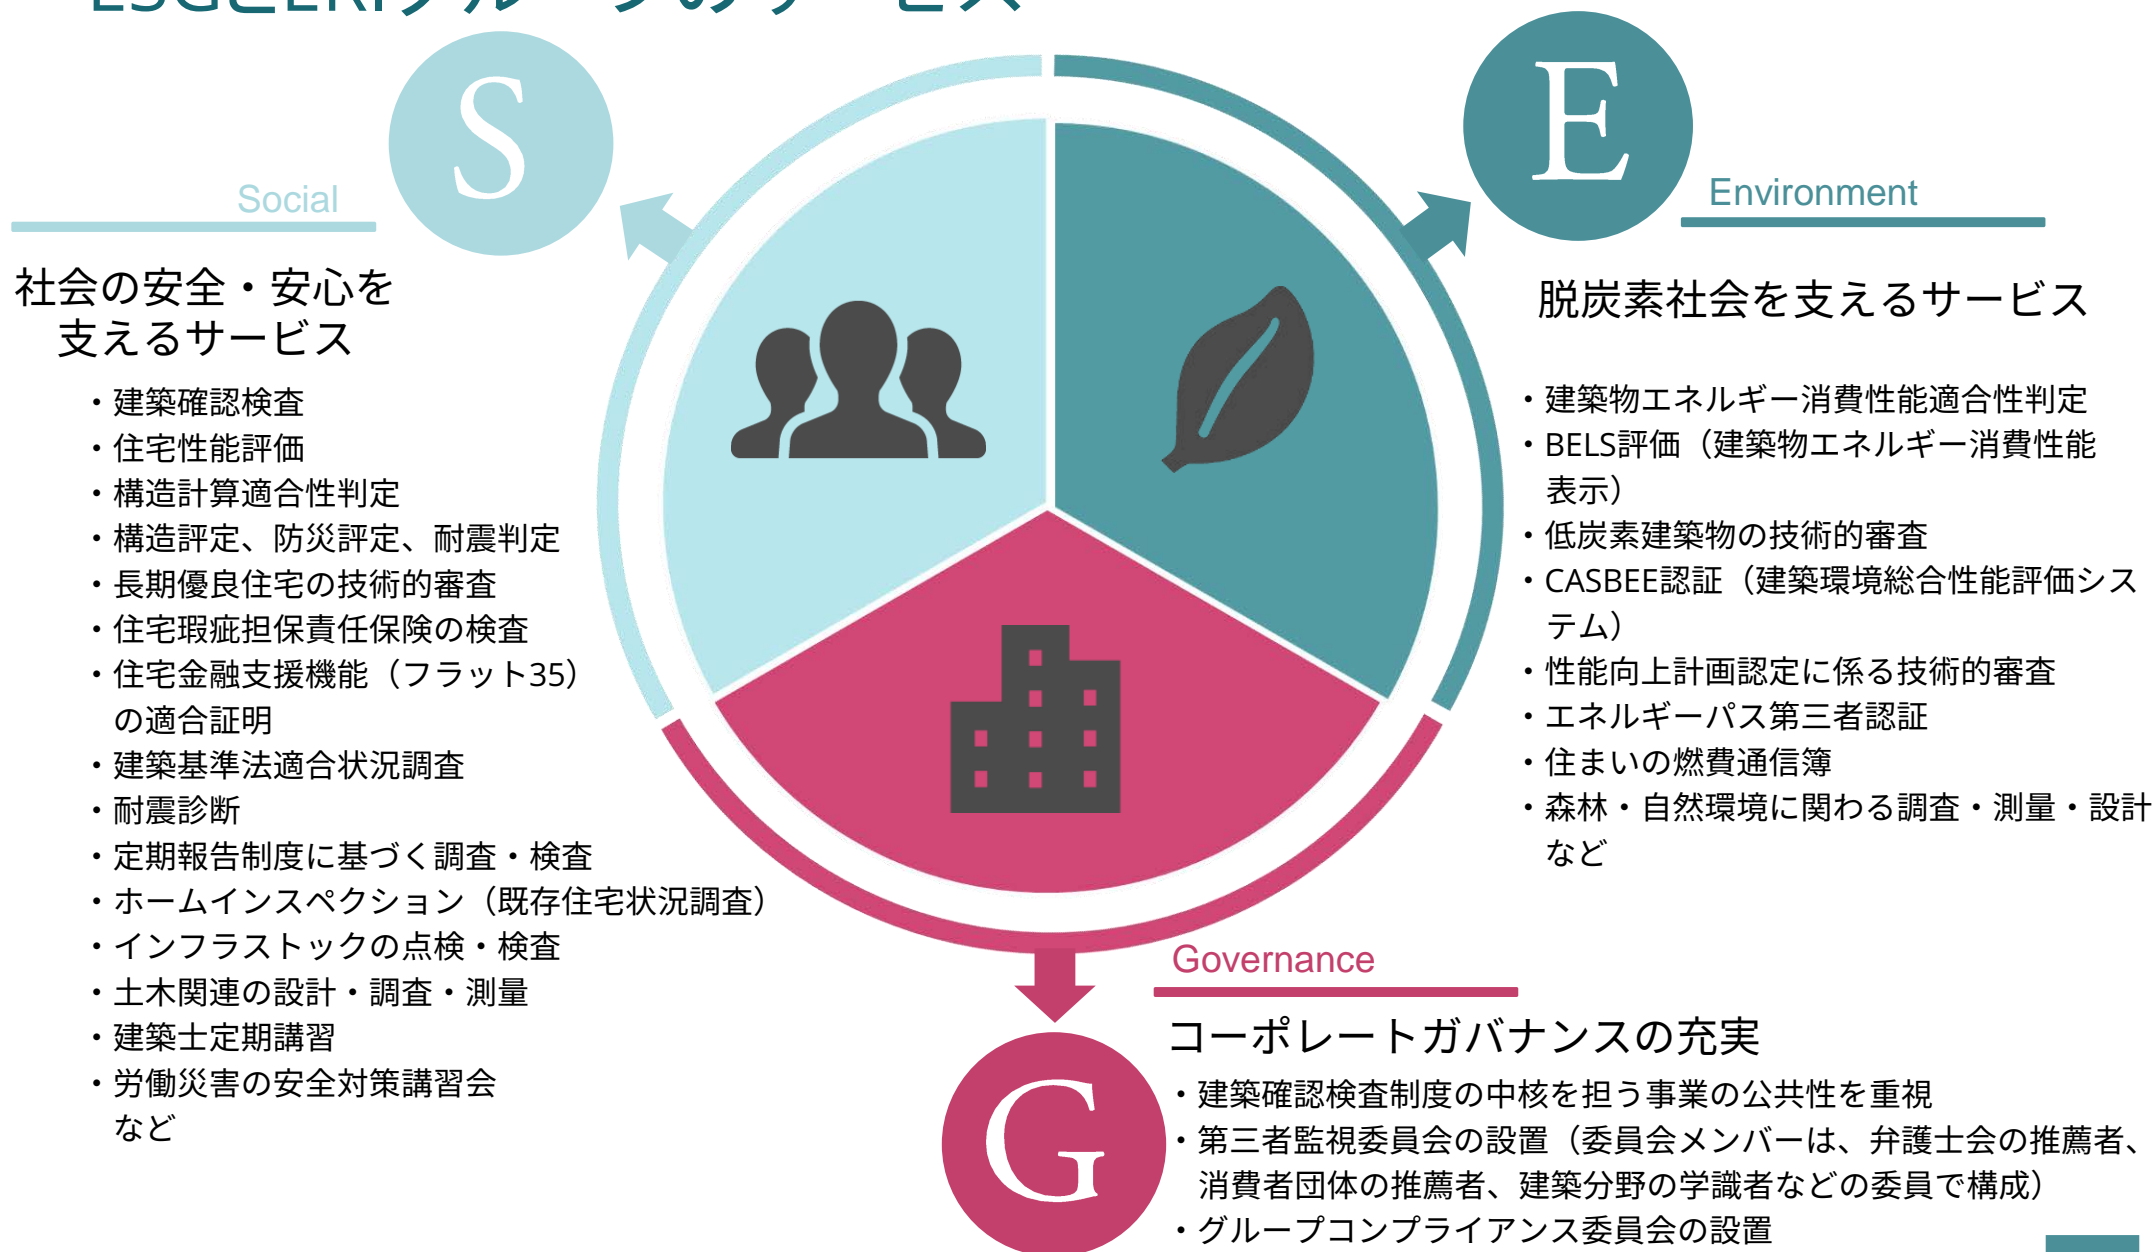 ESGとERIグループのサービス
S
Social
社会の安全・安心を
支えるサービス
・建築確認検査
・住宅性能評価
・構造計算適合性判定
・構造評定、防災評定、耐震判定
・長期優良住宅の技術的審査
・住宅瑕疵担保責任保険の検査
・住宅金融支援機能（フラット35）
の適合証明
・建築基準法適合状況調査
・耐震診断
・定期報告制度に基づく調査・検査
・ホームインスペクション（既存住宅状況調査）
・インフラストックの点検・検査
・土木関連の設計・調査・測量
・建築士定期講習
・労働災害の安全対策講習会
など
E
Environment
脱炭素社会を支えるサービス
・建築物エネルギー消費性能適合性判定
・BELS評価（建築物エネルギー消費性能
表示）
・低炭素建築物の技術的審査
・CASBEE認証（建築環境総合性能評価シス
テム）
・性能向上計画認定に係る技術的審査
・エネルギーパス第三者認証
・住まいの燃費通信簿
・森林・自然環境に関わる調査・測量・設計
など
G
Governance
コーポレートガバナンスの充実
・建築確認検査制度の中核を担う事業の公共性を重視
・第三者監視委員会の設置（委員会メンバーは、弁護士会の推薦者、
消費者団体の推薦者、建築分野の学識者などの委員で構成）
・グループコンプライアンス委員会の設置